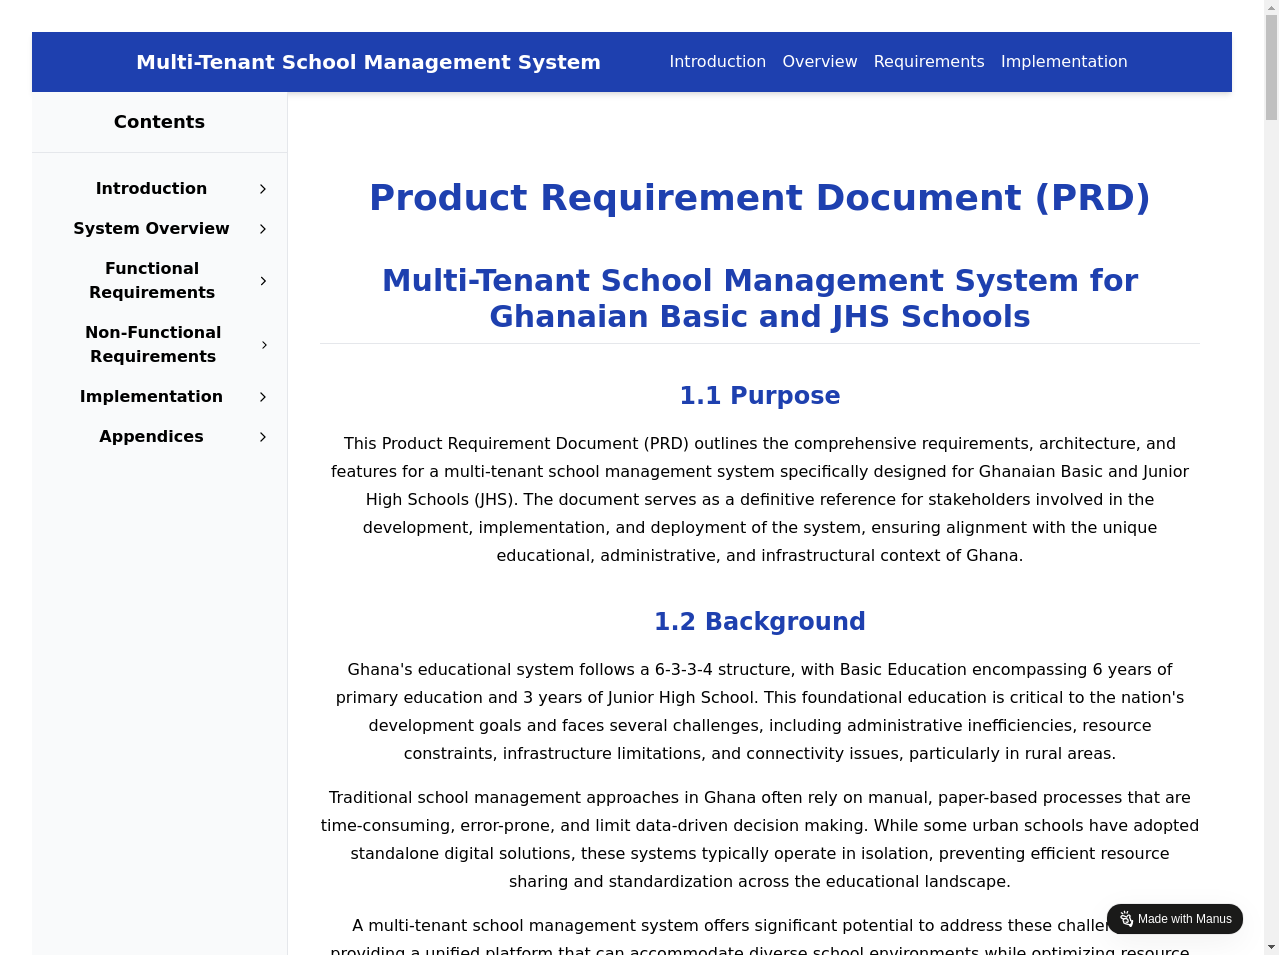 Multi-Tenant School Management System
Introduction Overview Requirements Implementation
Contents
Introduction
System Overview
Functional
Requirements
Non-Functional
Requirements
Implementation
Appendices
Product Requirement Document (PRD)
Multi-Tenant School Management System for
Ghanaian Basic and JHS Schools
1.1 Purpose
This Product Requirement Document (PRD) outlines the comprehensive requirements, architecture, and
features for a multi-tenant school management system specifically designed for Ghanaian Basic and Junior
High Schools (JHS). The document serves as a definitive reference for stakeholders involved in the
development, implementation, and deployment of the system, ensuring alignment with the unique
educational, administrative, and infrastructural context of Ghana.
1.2 Background
Ghana's educational system follows a 6-3-3-4 structure, with Basic Education encompassing 6 years of
primary education and 3 years of Junior High School. This foundational education is critical to the nation's
development goals and faces several challenges, including administrative inefficiencies, resource
constraints, infrastructure limitations, and connectivity issues, particularly in rural areas.
Traditional school management approaches in Ghana often rely on manual, paper-based processes that are
time-consuming, error-prone, and limit data-driven decision making. While some urban schools have adopted
standalone digital solutions, these systems typically operate in isolation, preventing efficient resource
sharing and standardization across the educational landscape.
A multi-tenant school management system offers significant potential to address these
providing a unified platform that can accommodate diverse school environments while optimizing resource
Made with Manus